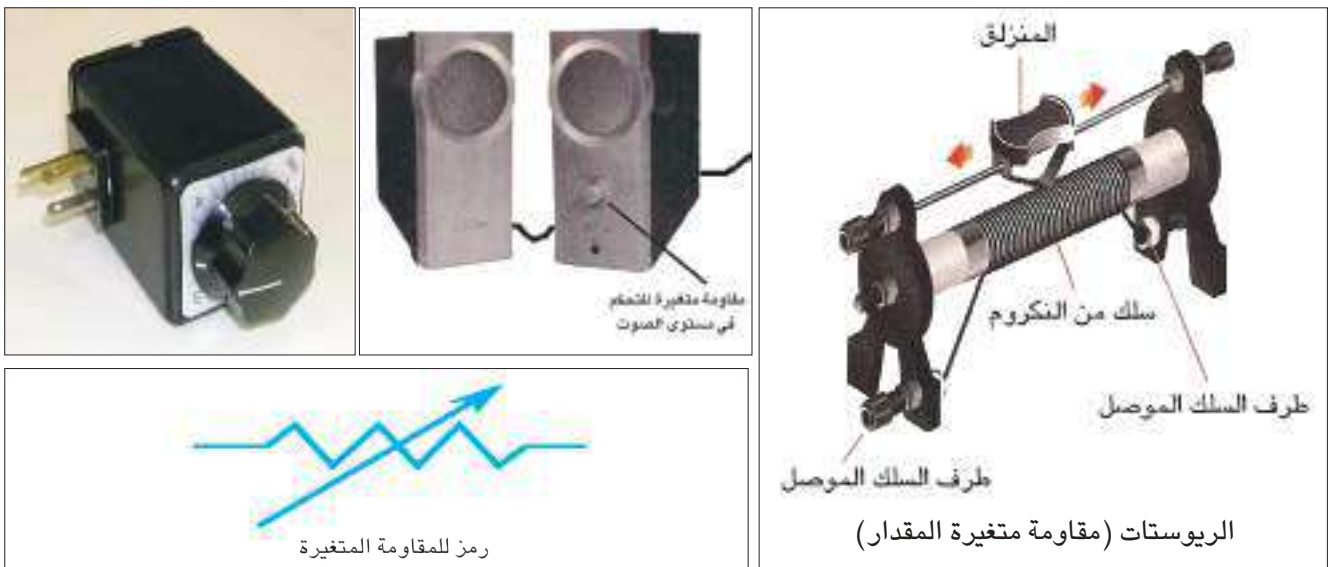 المنزلق
سلك من النكروم
طرف السلك الموصل
طرف السلك الموصل
الريوستات (مقاومة متغيرة المقدار)
مقاومة متغيرة للتحكم
في مستوى الصوت
رمز للمقاومة المتغيرة